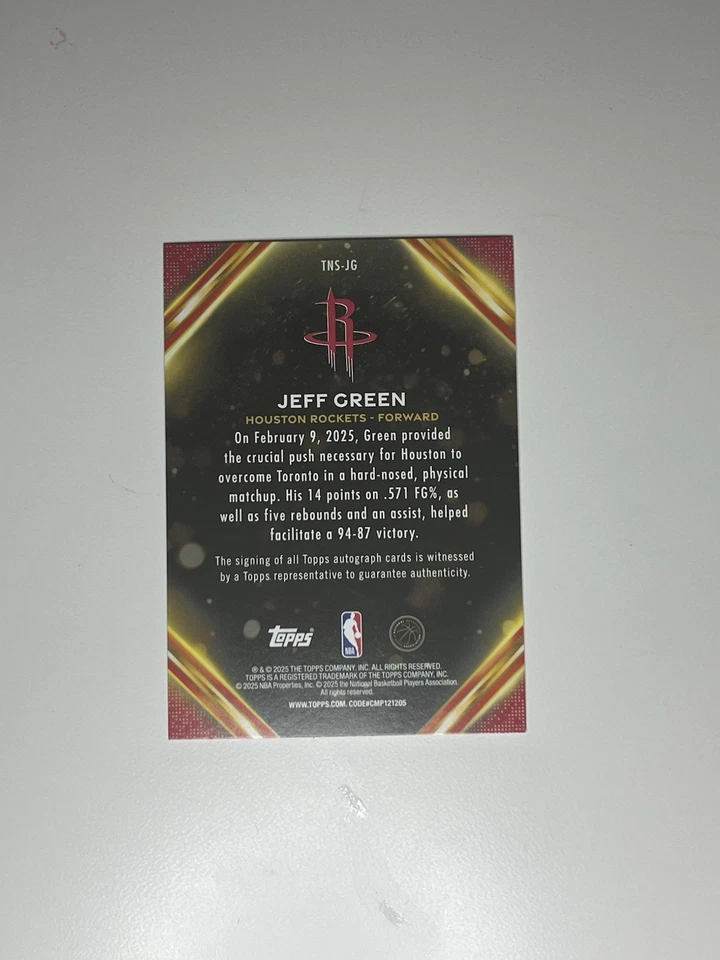 TNS-JG
R
JEFF GREEN
HOUSTON ROCKETS - FORWARD
On February 9, 2025, Green provided
the crucial push necessary for Houston to
overcome Toronto in a hard-nosed, physical
matchup. His 14 points on .571 FG%, as
well as five rebounds and an assist, helped
facilitate a 94-87 victory.
The signing of all Topps autograph cards is witnessed
by a Topps representative to guarantee authenticity.
Topps
NBA
® & © 2025 THE TOPPS COMPANY, INC. ALL RIGHTS RESERVED.
TOPPS IS A REGISTERED TRADEMARK OF THE TOPPS COMPANY, INC.
© 2025 NBA Properties, Inc. © 2025 the National Basketball Players Association.
All rights reserved.
WWW.TOPPS.COM. CODE#CMP121205